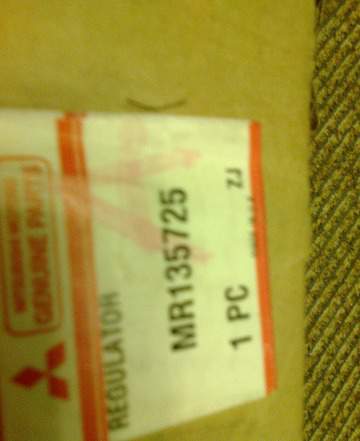 GENUINE PARTS
REGULATOR
MR135725
1 PC
ZJ